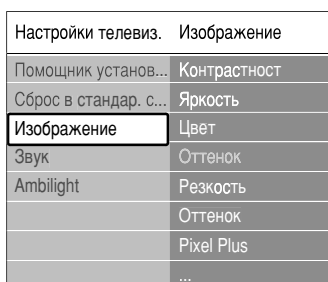 Настройки телевиз. Изображение
Помощник установ... Контрастност
Сброс в стандар. с... Яркость
Изображение Цвет
Звук Оттенок
Ambilight Резкость
Оттенок
Pixel Plus
...